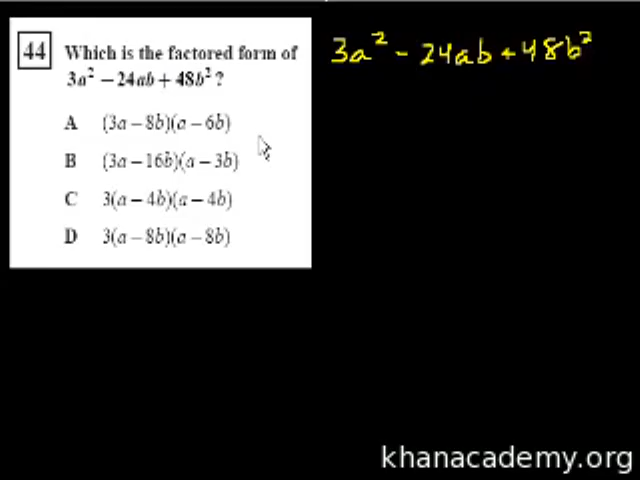 44 Which is the factored form of
3a² − 24ab + 48b² ?
A (3a − 8b)(a − 6b)
B (3a − 16b)(a − 3b)
C 3(a − 4b)(a − 4b)
D 3(a − 8b)(a − 8b)
3a² - 24ab + 48b²
khanacademy.org